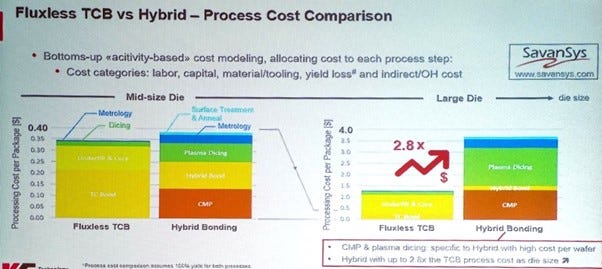 Fluxless TCB vs Hybrid – Process Cost Comparison
• Bottoms-up «acitivity-based» cost modeling, allocating cost to each process step:
• Cost categories: labor, capital, material/tooling, yield loss# and indirect/OH cost
SavanSys
www.savansys.com
Mid-size Die
Large Die
die size
Processing Cost per Package [$]
0.40
0.35
0.30
0.25
0.20
0.15
0.10
0.05
0.00
Metrology
Dicing
Underfill & Cure
TC Bond
Fluxless TCB
Surface Treatment
& Anneal
Metrology
Plasma Dicing
Hybrid Bond
CMP
Hybrid Bonding
Processing Cost per Package [$]
4.0
3.5
3.0
2.5
2.0
1.5
1.0
0.5
0.0
2.8x
$
Underfill & Cure
TC Bond
Fluxless TCB
Plasma Dicing
Hybrid Bond
CMP
Hybrid Bonding
• CMP & plasma dicing specific to Hybrid with high cost per wafer
• Hybrid with up to 2.8x the TCB process cost as die size ↗
#Process cost comparison assumes 100% yield for both processes.